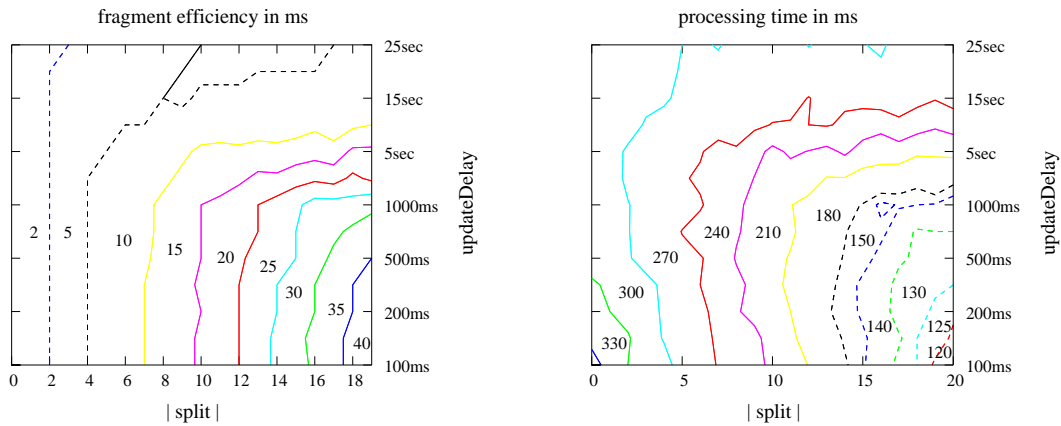 fragment efficiency in ms
25sec
15sec
5sec
1000ms
500ms
200ms
100ms
updateDelay
2
5
10
15
20
25
30
35
40
0 2 4 6 8 10 12 14 16 18
| split |
processing time in ms
25sec
15sec
5sec
1000ms
500ms
200ms
100ms
updateDelay
330
300
270
240
210
180
150
140
130
125
120
0 5 10 15 20
| split |